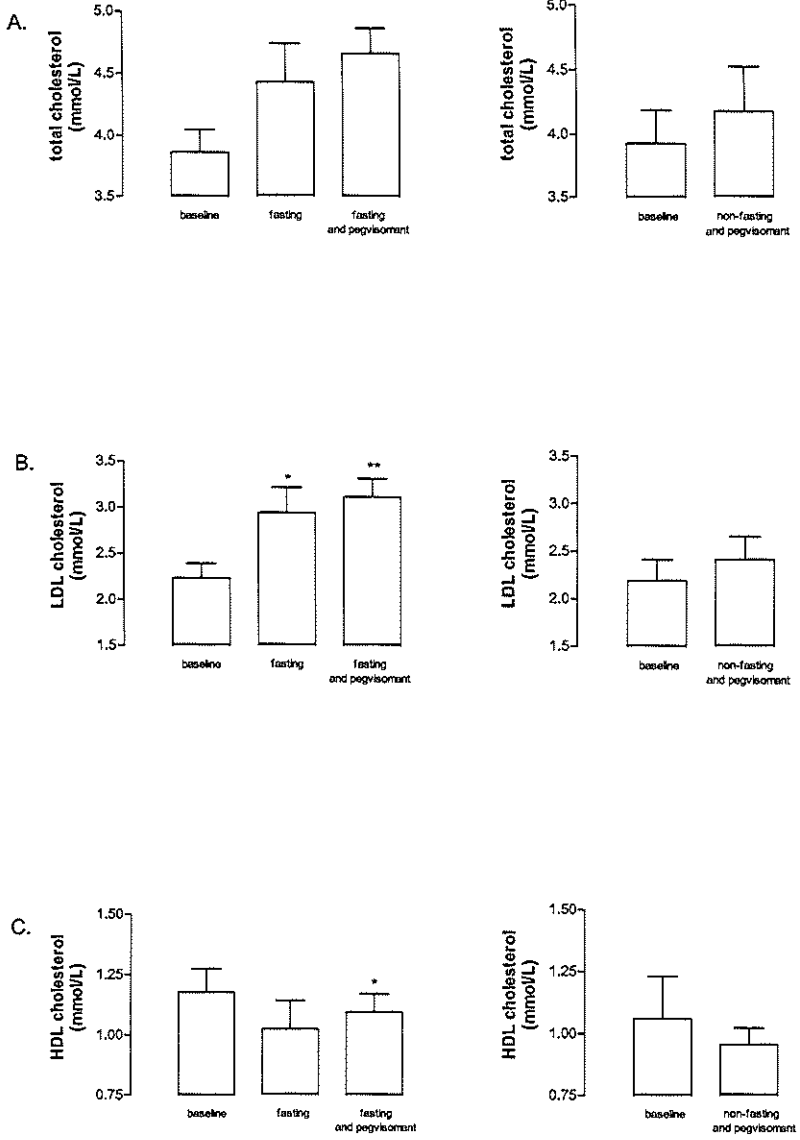 A.
total cholesterol
(mmol/L)
5.0
4.5
4.0
3.5
baseline
fasting
fasting
and pegvisomant
total cholesterol
(mmol/L)
5.0
4.5
4.0
3.5
baseline
non-fasting
and pegvisomant
B.
LDL cholesterol
(mmol/L)
3.5
3.0
2.5
2.0
1.5
*
**
baseline
fasting
fasting
and pegvisomant
LDL cholesterol
(mmol/L)
3.5
3.0
2.5
2.0
1.5
baseline
non-fasting
and pegvisomant
C.
HDL cholesterol
(mmol/L)
1.50
1.25
1.00
0.75
*
baseline
fasting
fasting
and pegvisomant
HDL cholesterol
(mmol/L)
1.50
1.25
1.00
0.75
baseline
non-fasting
and pegvisomant